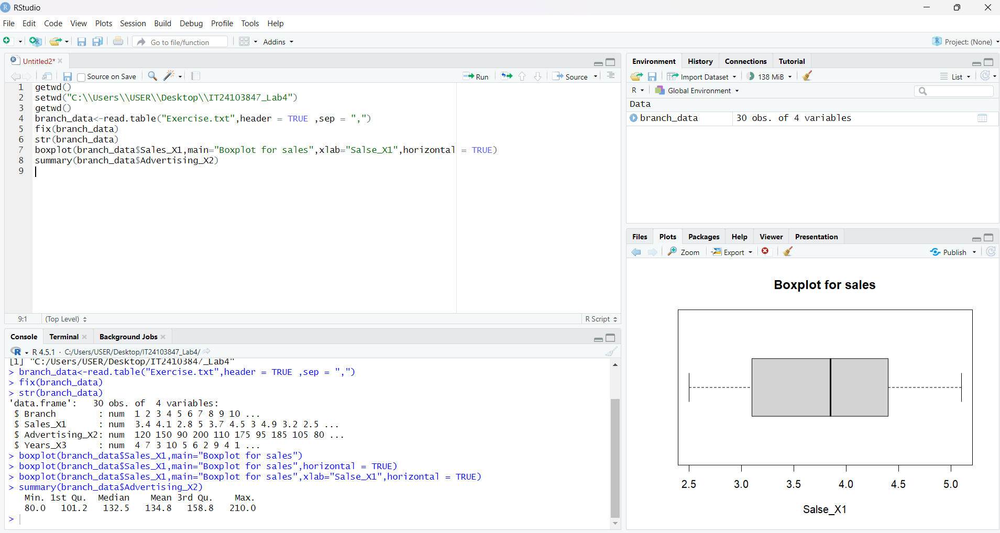 RStudio
File Edit Code View Plots Session Build Debug Profile Tools Help
Go to file/function Addins Project: (None)
Untitled2*
Source on Save Run Source
1 getwd()
2 setwd("C:\\Users\\USER\\Desktop\\IT24103847_Lab4")
3 getwd()
4 branch_data<-read.table("Exercise.txt",header = TRUE ,sep = ",")
5 fix(branch_data)
6 str(branch_data)
7 boxplot(branch_data$Sales_X1,main="Boxplot for sales",xlab="Salse_X1",horizontal = TRUE)
8 summary(branch_data$Advertising_X2)
9
9:1 (Top Level) R Script
Console Terminal Background Jobs
R 4.5.1 · C:/Users/USER/Desktop/IT24103847_Lab4/
[1] "C:/Users/USER/Desktop/IT24103847_Lab4"
> branch_data<-read.table("Exercise.txt",header = TRUE ,sep = ",")
> fix(branch_data)
> str(branch_data)
'data.frame': 30 obs. of 4 variables:
$ Branch : num 1 2 3 4 5 6 7 8 9 10 ...
$ Sales_X1 : num 3.4 4.1 2.8 5 3.7 4.5 3 4.9 3.2 2.5 ...
$ Advertising_X2: num 120 150 90 200 110 175 95 185 105 80 ...
$ Years_X3 : num 4 7 3 10 5 6 2 9 4 1 ...
> boxplot(branch_data$Sales_X1,main="Boxplot for sales")
> boxplot(branch_data$Sales_X1,main="Boxplot for sales",horizontal = TRUE)
> boxplot(branch_data$Sales_X1,main="Boxplot for sales",xlab="Salse_X1",horizontal = TRUE)
> summary(branch_data$Advertising_X2)
Min. 1st Qu. Median Mean 3rd Qu. Max.
80.0 101.2 132.5 134.8 158.8 210.0
>
Environment History Connections Tutorial
Import Dataset 138 MiB List
R Global Environment
Data
branch_data 30 obs. of 4 variables
Files Plots Packages Help Viewer Presentation
Zoom Export Publish
Boxplot for sales
2.5 3.0 3.5 4.0 4.5 5.0
Salse_X1